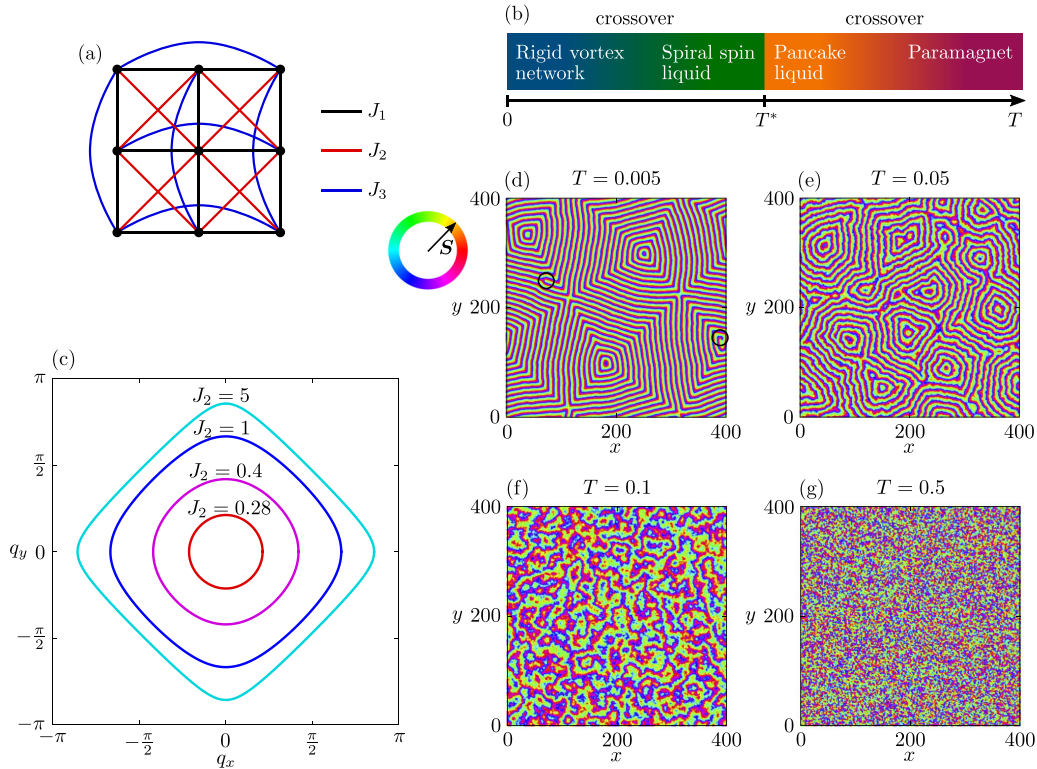 (a)
J₁
J₂
J₃
S
(b)
crossover
crossover
Rigid vortex
network
Spiral spin
liquid
Pancake
liquid
Paramagnet
0
T*
T
(c)
π
π/2
q_y 0
−π/2
−π
−π
−π/2
0
π/2
π
q_x
J₂ = 5
J₂ = 1
J₂ = 0.4
J₂ = 0.28
(d)
T = 0.005
400
y 200
0
0
200
400
x
(e)
T = 0.05
400
y 200
0
0
200
400
x
(f)
T = 0.1
400
y 200
0
0
200
400
x
(g)
T = 0.5
400
y 200
0
0
200
400
x